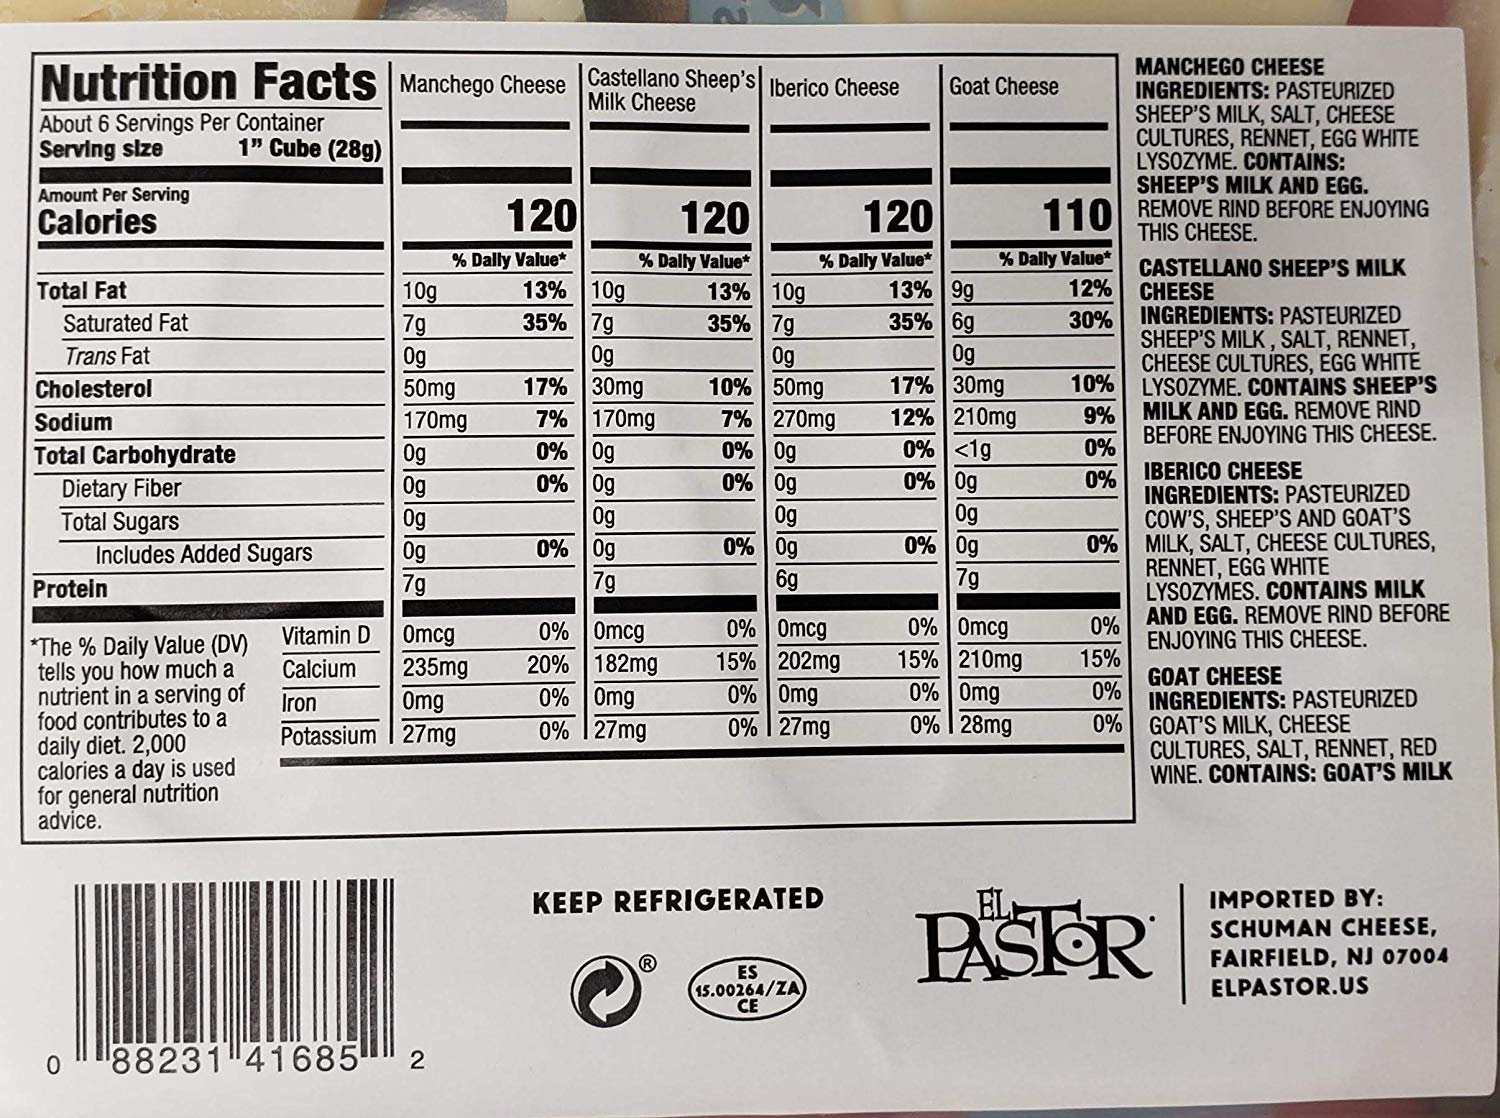 Nutrition Facts
About 6 Servings Per Container
Serving size 1” Cube (28g)
Amount Per Serving
Calories
Manchego Cheese Castellano Sheep's Iberico Cheese Goat Cheese
Milk Cheese
120 120 120 110
% Daily Value* % Daily Value* % Daily Value* % Daily Value*
Total Fat 10g 13% 10g 13% 10g 13% 9g 12%
Saturated Fat 7g 35% 7g 35% 7g 35% 6g 30%
Trans Fat 0g 0g 0g 0g
Cholesterol 50mg 17% 30mg 10% 50mg 17% 30mg 10%
Sodium 170mg 7% 170mg 7% 270mg 12% 210mg 9%
Total Carbohydrate 0g 0% 0g 0% 0g 0% <1g 0%
Dietary Fiber 0g 0% 0g 0% 0g 0% 0g 0%
Total Sugars 0g 0g 0g 0g
Includes Added Sugars 0g 0% 0g 0% 0g 0% 0g 0%
Protein 7g 7g 6g 7g
Vitamin D 0mcg 0% 0mcg 0% 0mcg 0% 0mcg 0%
Calcium 235mg 20% 182mg 15% 202mg 15% 210mg 15%
Iron 0mg 0% 0mg 0% 0mg 0% 0mg 0%
Potassium 27mg 0% 27mg 0% 27mg 0% 28mg 0%
*The % Daily Value (DV)
tells you how much a
nutrient in a serving of
food contributes to a
daily diet. 2,000
calories a day is used
for general nutrition
advice.
MANCHEGO CHEESE
INGREDIENTS: PASTEURIZED
SHEEP'S MILK, SALT, CHEESE
CULTURES, RENNET, EGG WHITE
LYSOZYME. CONTAINS:
SHEEP'S MILK AND EGG.
REMOVE RIND BEFORE ENJOYING
THIS CHEESE.
CASTELLANO SHEEP'S MILK
CHEESE
INGREDIENTS: PASTEURIZED
SHEEP'S MILK , SALT, RENNET,
CHEESE CULTURES, EGG WHITE
LYSOZYME. CONTAINS SHEEP'S
MILK AND EGG. REMOVE RIND
BEFORE ENJOYING THIS CHEESE.
IBERICO CHEESE
INGREDIENTS: PASTEURIZED
COW'S, SHEEP'S AND GOAT'S
MILK, SALT, CHEESE CULTURES,
RENNET, EGG WHITE
LYSOZYMES. CONTAINS MILK
AND EGG. REMOVE RIND BEFORE
ENJOYING THIS CHEESE.
GOAT CHEESE
INGREDIENTS: PASTEURIZED
GOAT'S MILK, CHEESE
CULTURES, SALT, RENNET, RED
WINE. CONTAINS: GOAT'S MILK
0 88231 41685 2
KEEP REFRIGERATED
®
ES
15.00264/ZA
CE
EL
PASTOR
IMPORTED BY:
SCHUMAN CHEESE,
FAIRFIELD, NJ 07004
ELPASTOR.US